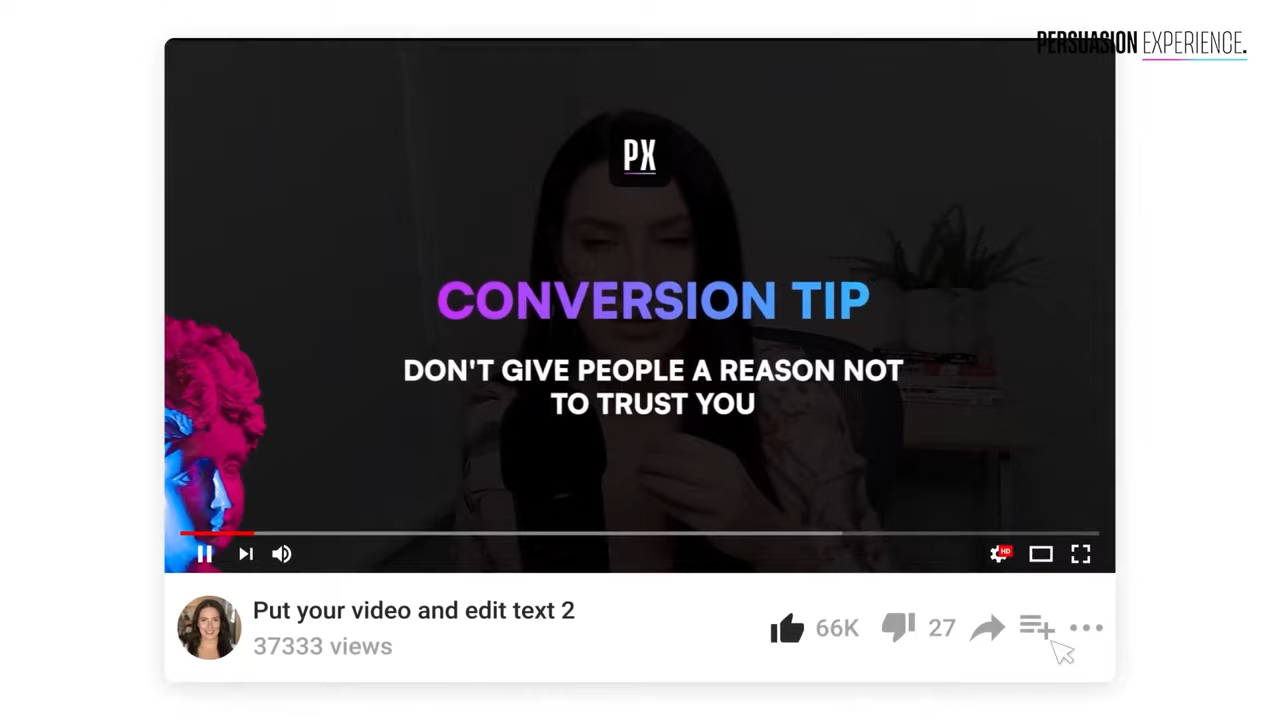 PERSUASION EXPERIENCE.
PX
CONVERSION TIP
DON'T GIVE PEOPLE A REASON NOT
TO TRUST YOU
HD
Put your video and edit text 2
37333 views
66K
27